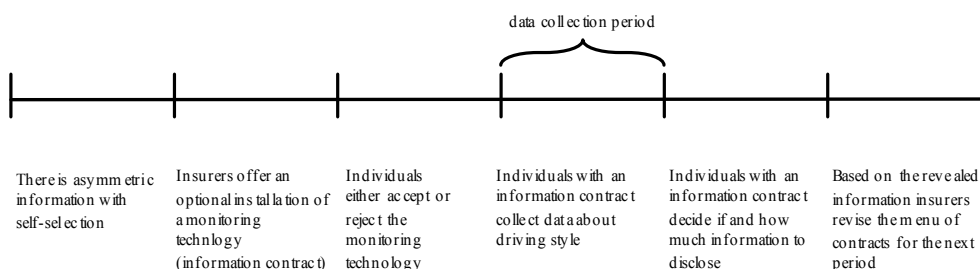 data collection period
There is asymmetric
information with
self-selection
Insurers offer an
optional installation of
a monitoring
technlogy
(information contract)
Individuals
either accept or
reject the
monitoring
technology
Individuals with an
information contract
collect data about
driving style
Individuals with an
information contract
decide if and how
much information to
disclose
Based on the revealed
information insurers
revise the menu of
contracts for the next
period